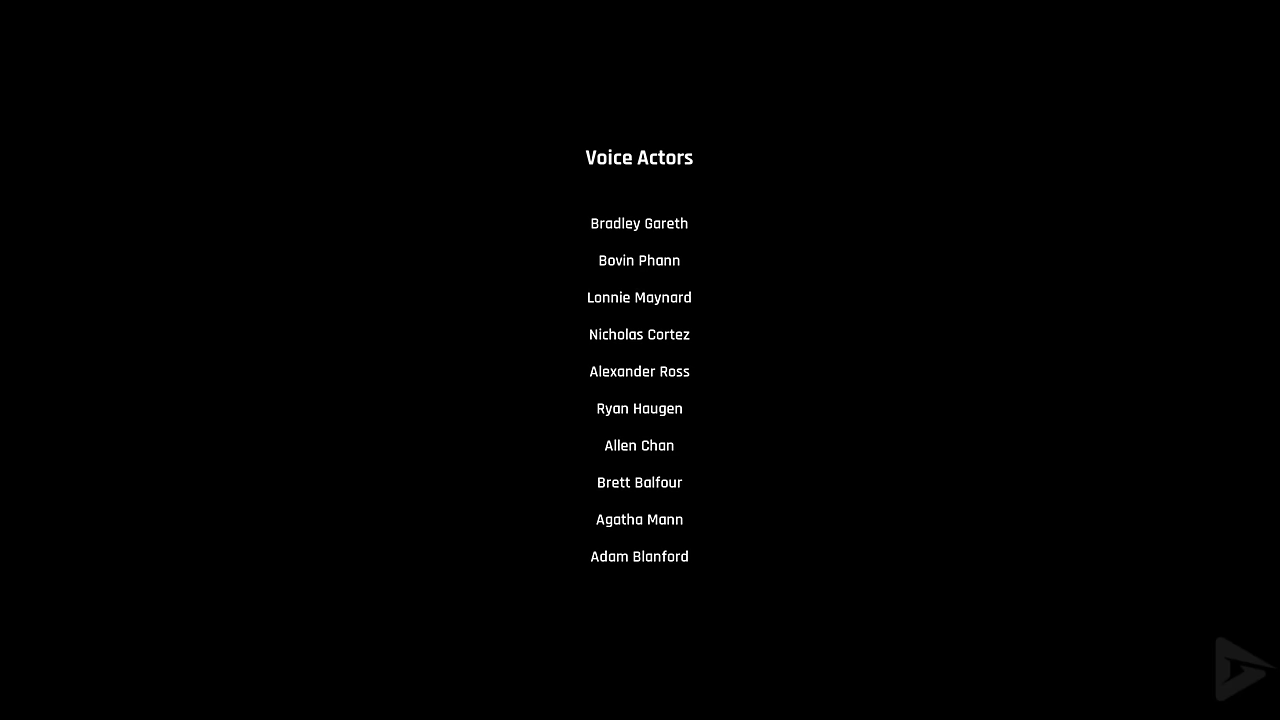 Voice Actors
Bradley Gareth
Bovin Phann
Lonnie Maynard
Nicholas Cortez
Alexander Ross
Ryan Haugen
Allen Chan
Brett Balfour
Agatha Mann
Adam Blanford